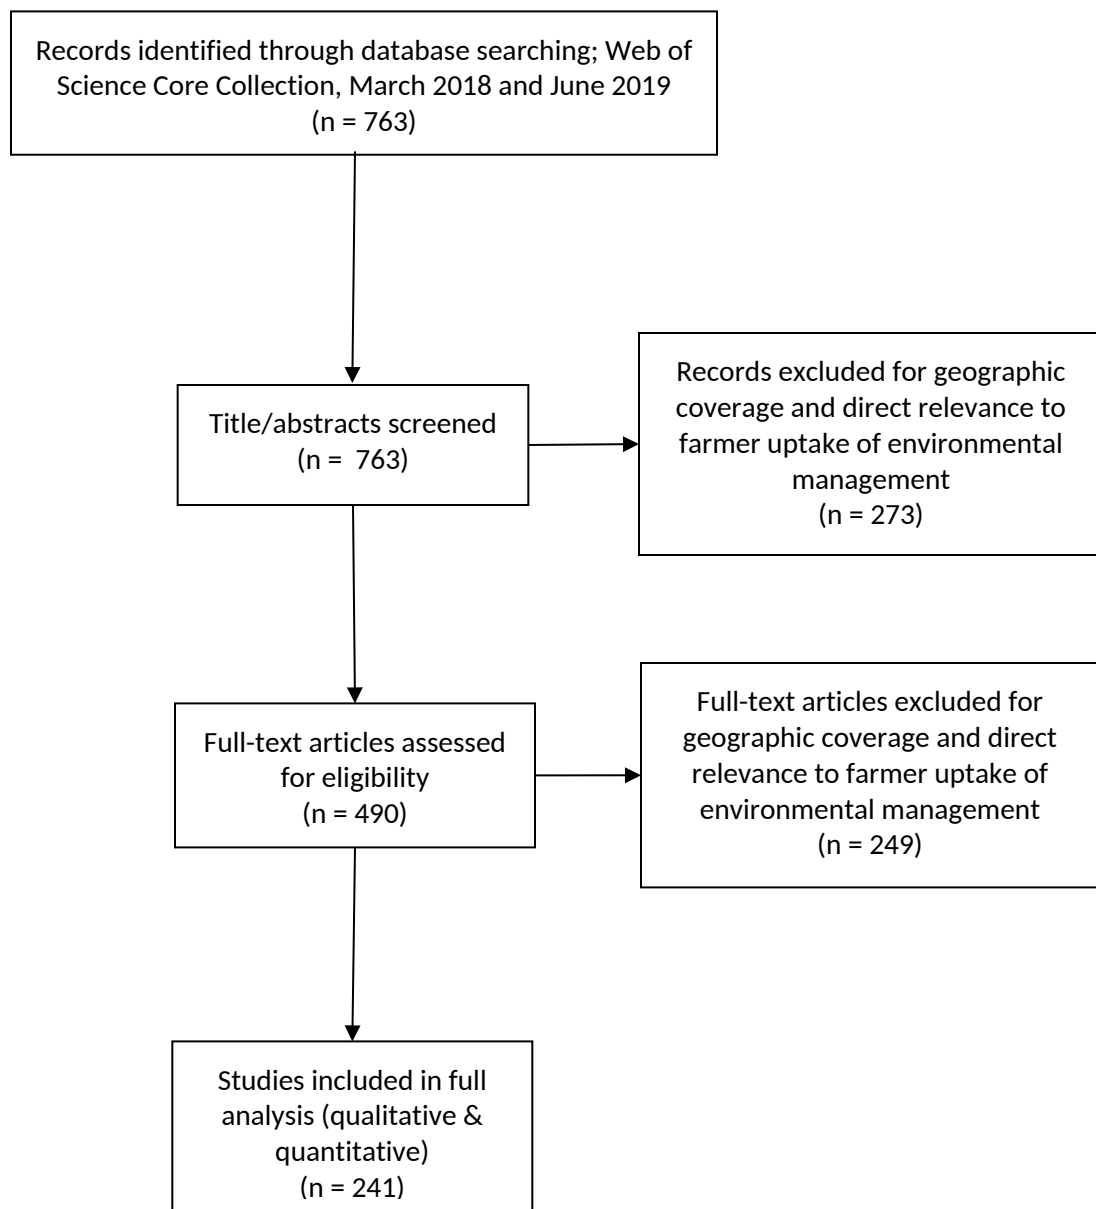 Records identified through database searching; Web of
Science Core Collection, March 2018 and June 2019
(n = 763)
Title/abstracts screened
(n =  763)
Records excluded for geographic
coverage and direct relevance to
farmer uptake of environmental
management
(n = 273)
Full-text articles assessed
for eligibility
(n = 490)
Full-text articles excluded for
geographic coverage and direct
relevance to farmer uptake of
environmental management
(n = 249)
Studies included in full
analysis (qualitative &
quantitative)
(n = 241)